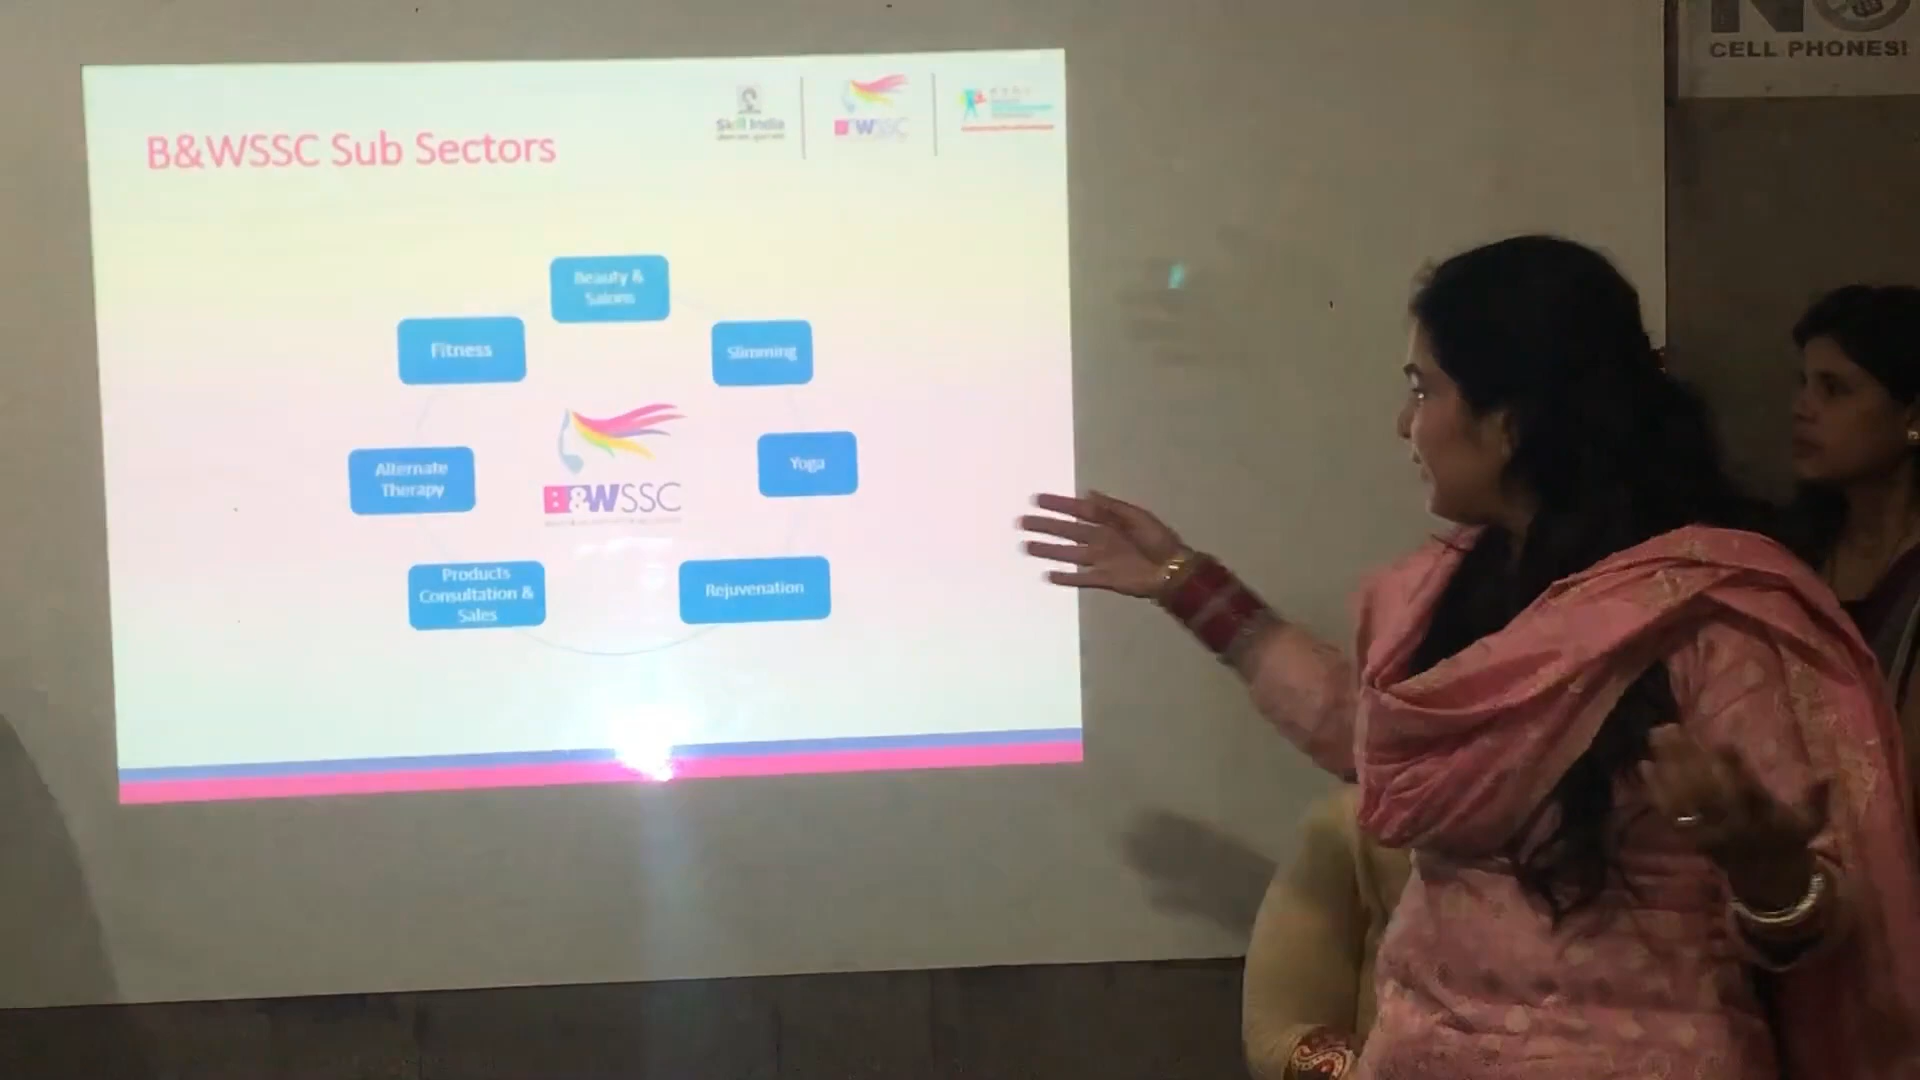 NO
CELL PHONES!
Skill India
B&WSSC
B&WSSC Sub Sectors
Beauty &
Salons
Fitness
Slimming
Alternate
Therapy
B&WSSC
Yoga
Products
Consultation &
Sales
Rejuvenation